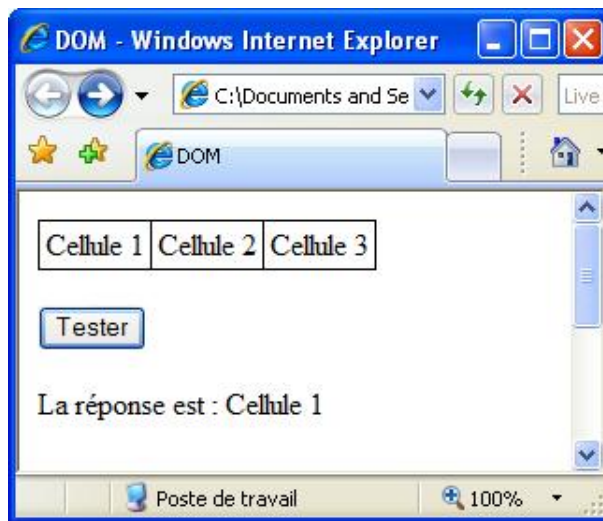 DOM - Windows Internet Explorer
C:\Documents and Se
Live
DOM
Cellule 1 Cellule 2 Cellule 3
Tester
La réponse est : Cellule 1
Poste de travail 100%